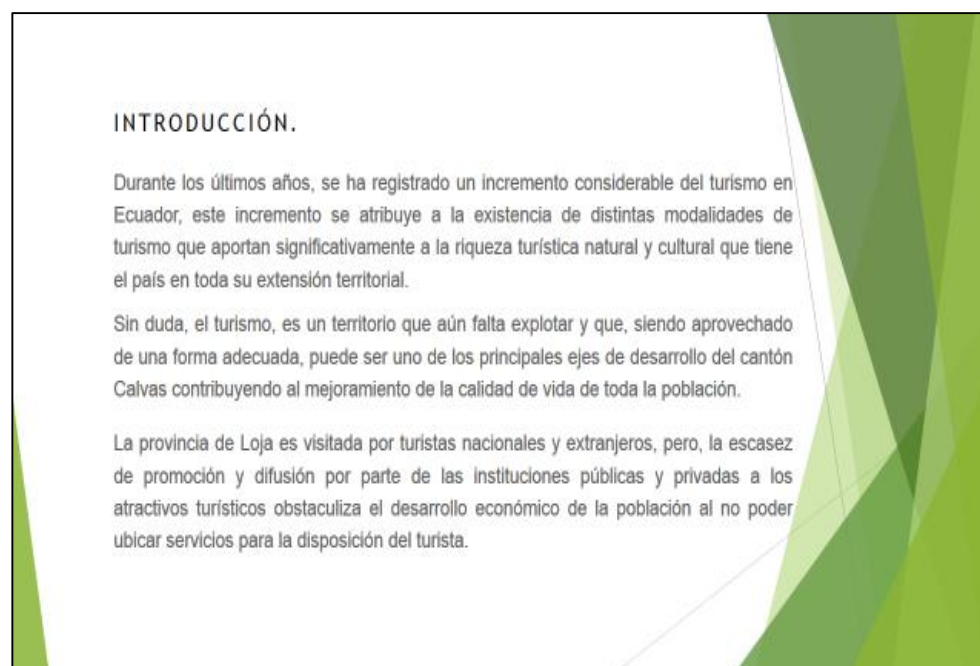 INTRODUCCIÓN.
Durante los últimos años, se ha registrado un incremento considerable del turismo en
Ecuador, este incremento se atribuye a la existencia de distintas modalidades de
turismo que aportan significativamente a la riqueza turística natural y cultural que tiene
el país en toda su extensión territorial.
Sin duda, el turismo, es un territorio que aún falta explotar y que, siendo aprovechado
de una forma adecuada, puede ser uno de los principales ejes de desarrollo del cantón
Calvas contribuyendo al mejoramiento de la calidad de vida de toda la población.
La provincia de Loja es visitada por turistas nacionales y extranjeros, pero, la escasez
de promoción y difusión por parte de las instituciones públicas y privadas a los
atractivos turísticos obstaculiza el desarrollo económico de la población al no poder
ubicar servicios para la disposición del turista.